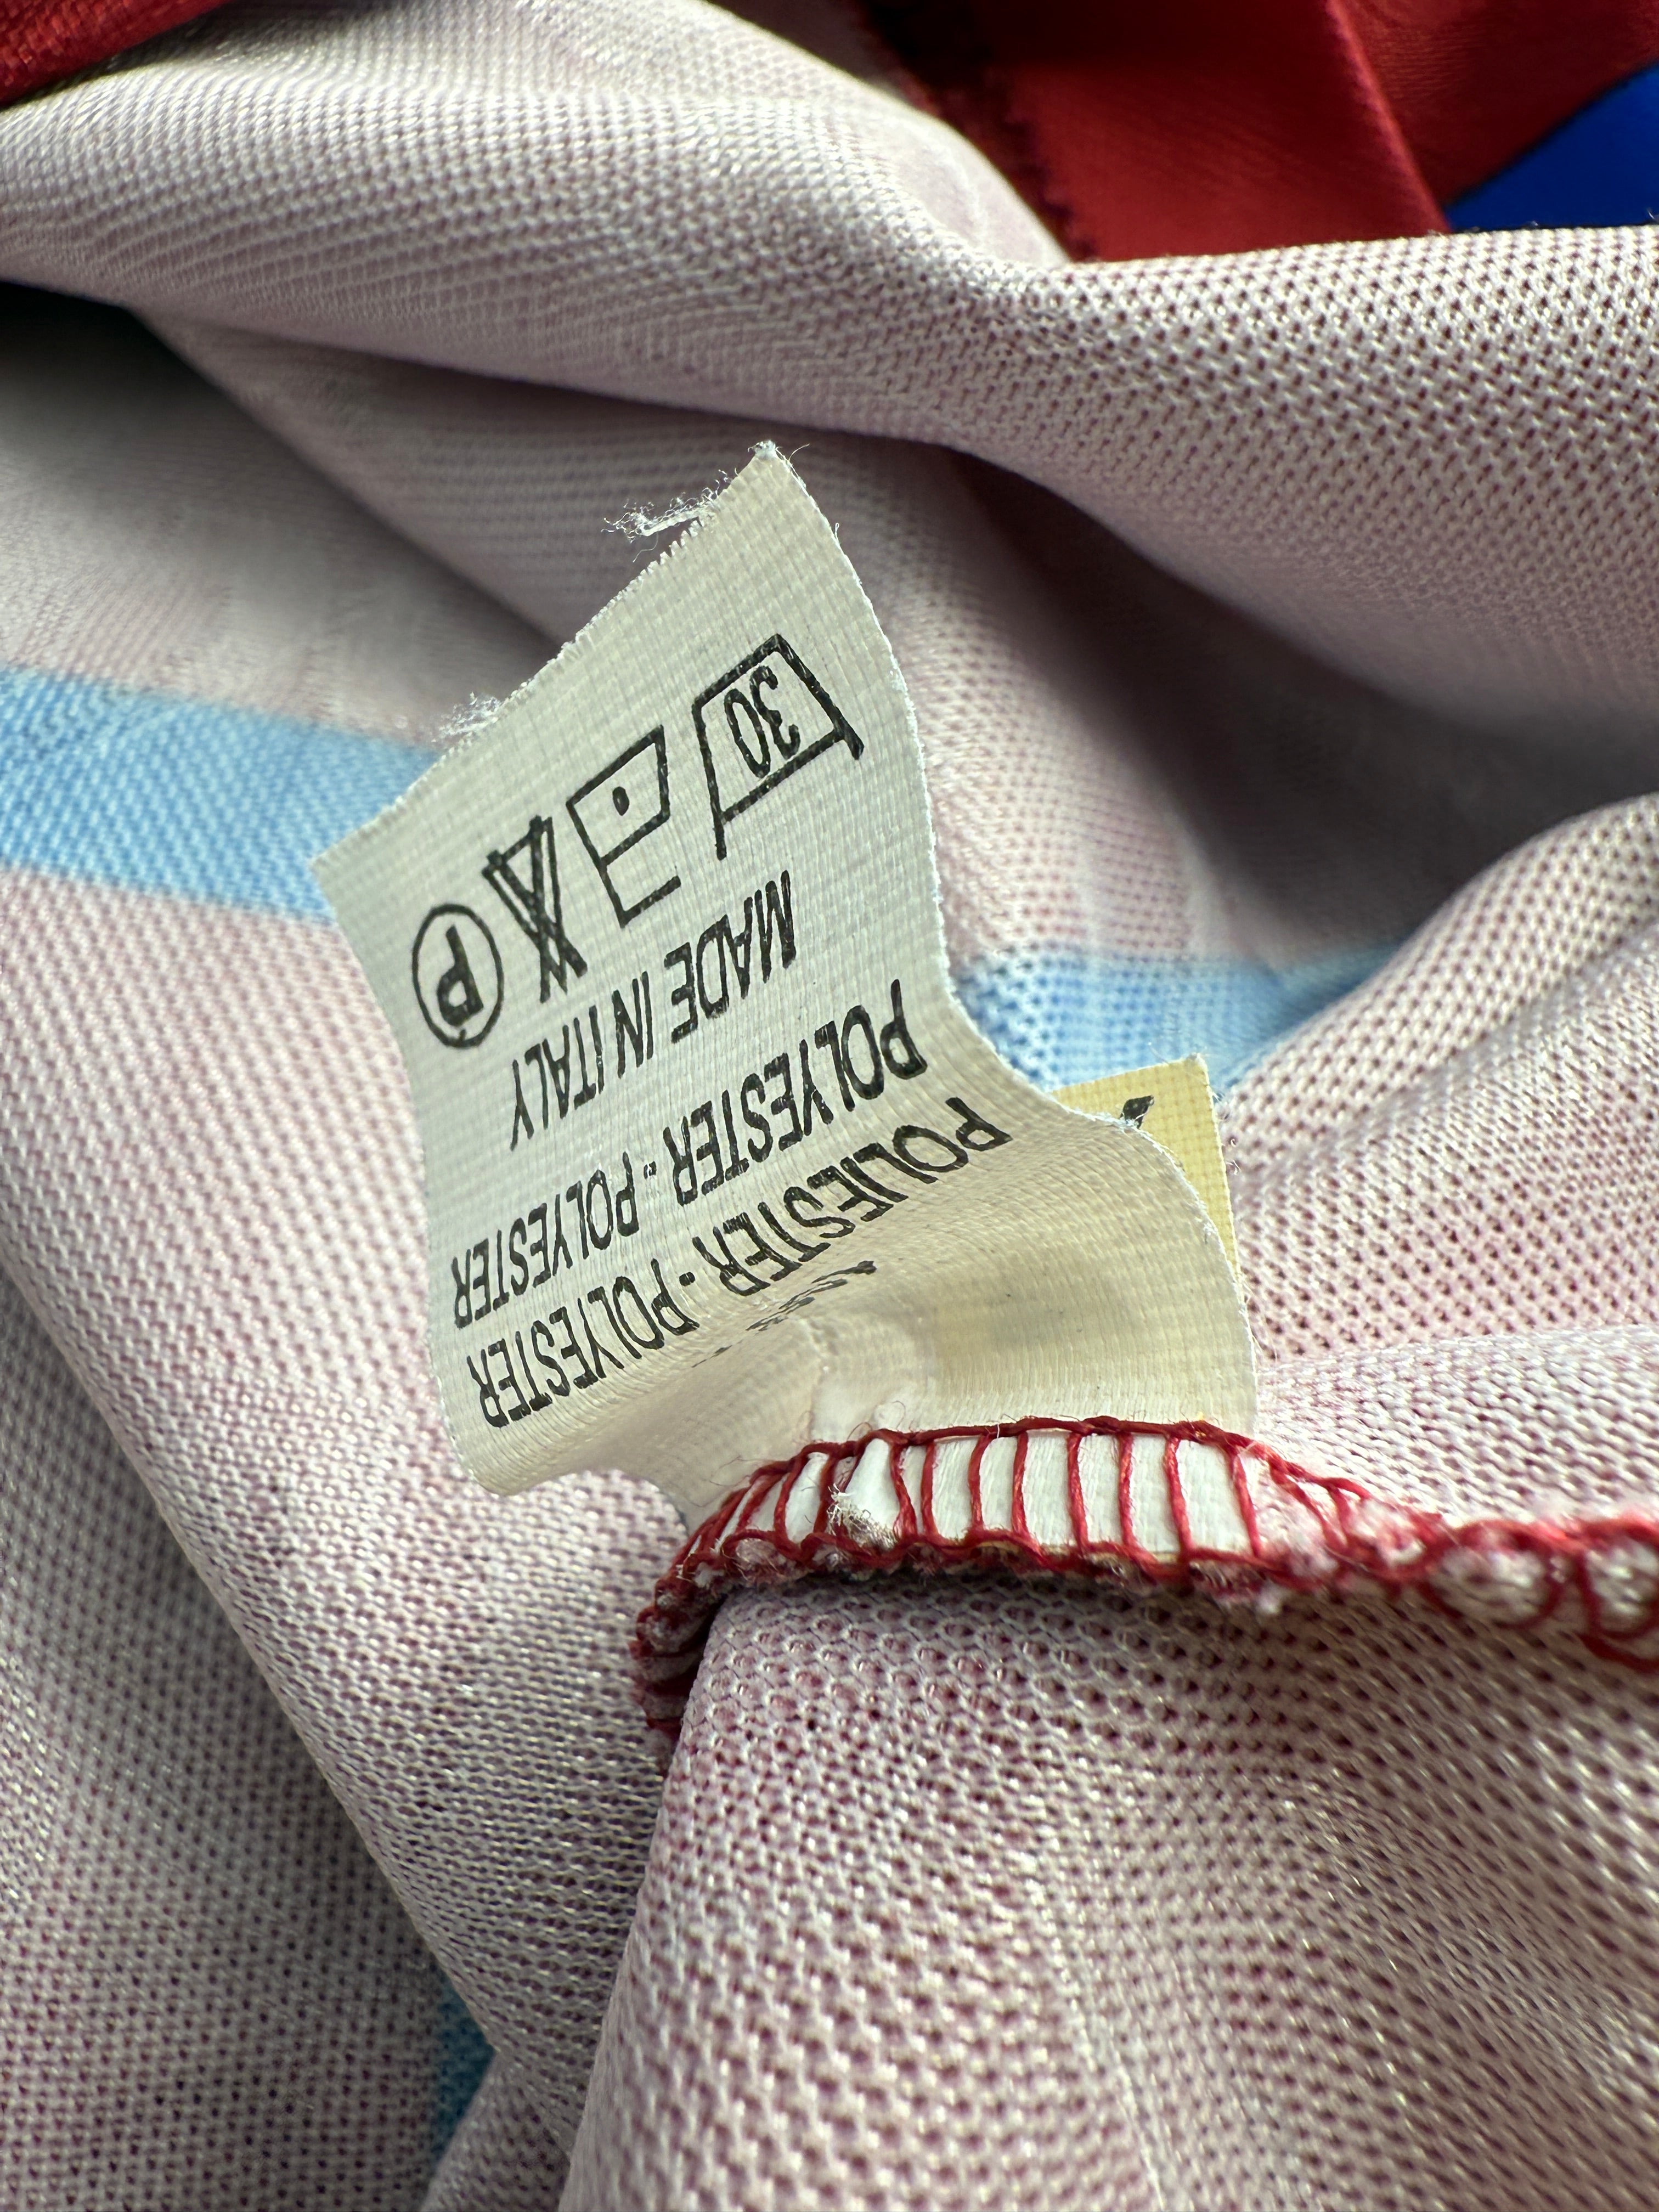 POLIESTER - POLYESTER
POLYESTER - POLYESTER
MADE IN ITALY
30 P